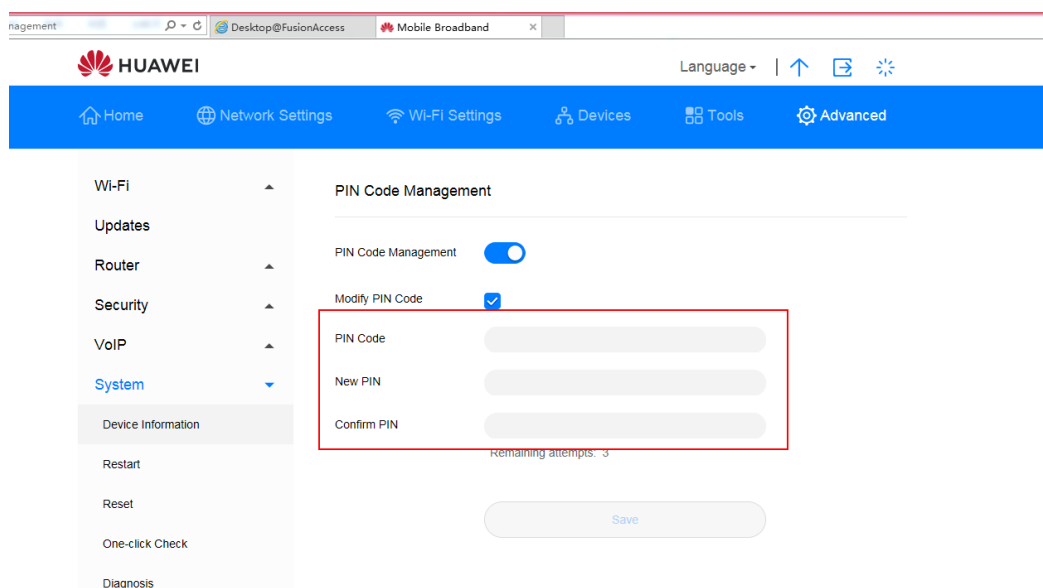 nagement
Desktop@FusionAccess
Mobile Broadband
HUAWEI
Language
Home
Network Settings
Wi-Fi Settings
Devices
Tools
Advanced
Wi-Fi
Updates
Router
Security
VoIP
System
Device Information
Restart
Reset
One-click Check
Diagnosis
PIN Code Management
PIN Code Management
Modify PIN Code
PIN Code
New PIN
Confirm PIN
Remaining attempts: 3
Save